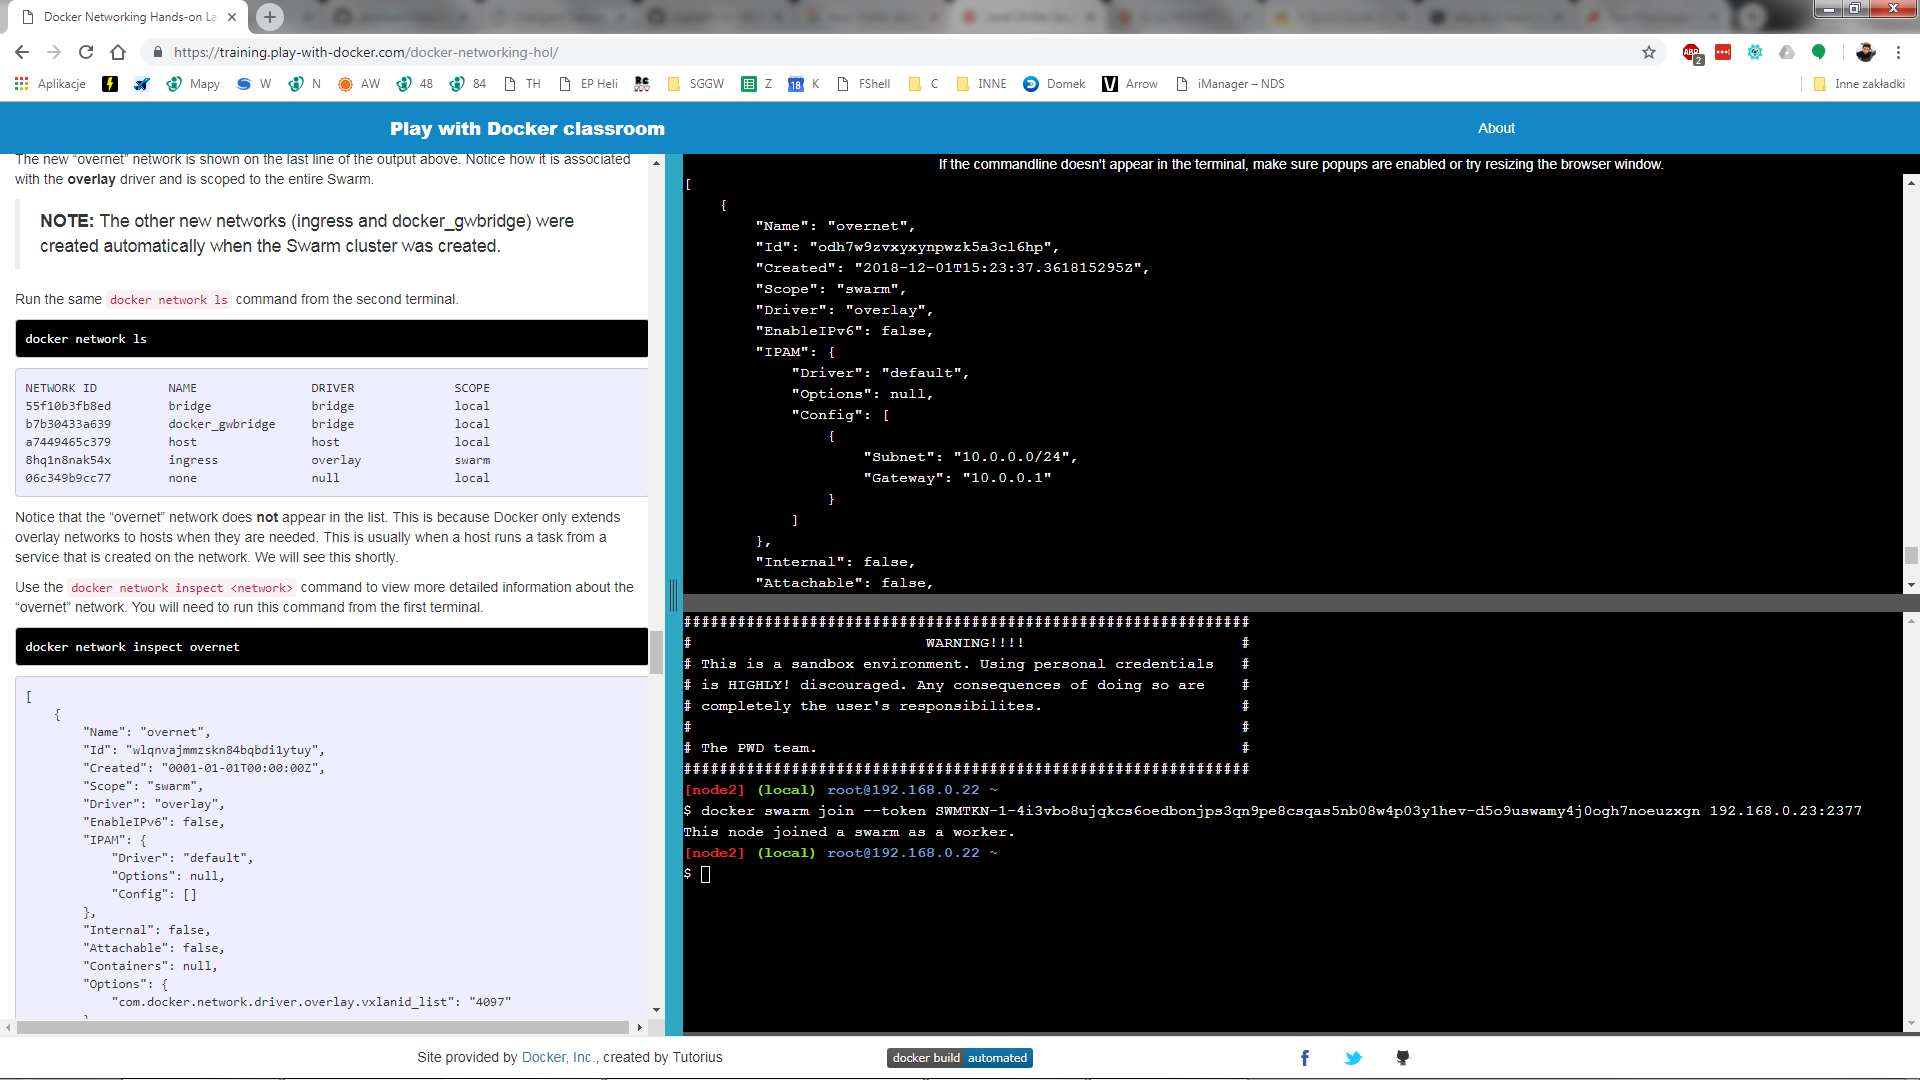 Docker Networking Hands-on La
https://training.play-with-docker.com/docker-networking-hol/
ABP
2
Aplikacje
Mapy
W
N
AW
48
84
TH
EP Heli
RC
SGGW
Z
18
K
FShell
C
INNE
Domek
V
Arrow
iManager – NDS
Inne zakładki
Play with Docker classroom
About
The new “overnet” network is shown on the last line of the output above. Notice how it is associated
with the overlay driver and is scoped to the entire Swarm.
NOTE: The other new networks (ingress and docker_gwbridge) were
created automatically when the Swarm cluster was created.
Run the same docker network ls command from the second terminal.
docker network ls
NETWORK ID NAME DRIVER SCOPE
55f10b3fb8ed bridge bridge local
b7b30433a639 docker_gwbridge bridge local
a7449465c379 host host local
8hq1n8nak54x ingress overlay swarm
06c349b9cc77 none null local
Notice that the “overnet” network does not appear in the list. This is because Docker only extends
overlay networks to hosts when they are needed. This is usually when a host runs a task from a
service that is created on the network. We will see this shortly.
Use the docker network inspect <network> command to view more detailed information about the
“overnet” network. You will need to run this command from the first terminal.
docker network inspect overnet
[
{
"Name": "overnet",
"Id": "wlqnvajmmzskn84bqbdi1ytuy",
"Created": "0001-01-01T00:00:00Z",
"Scope": "swarm",
"Driver": "overlay",
"EnableIPv6": false,
"IPAM": {
"Driver": "default",
"Options": null,
"Config": []
},
"Internal": false,
"Attachable": false,
"Containers": null,
"Options": {
"com.docker.network.driver.overlay.vxlanid_list": "4097"
If the commandline doesn't appear in the terminal, make sure popups are enabled or try resizing the browser window.
[
{
"Name": "overnet",
"Id": "odh7w9zvxyxynpwzk5a3cl6hp",
"Created": "2018-12-01T15:23:37.361815295Z",
"Scope": "swarm",
"Driver": "overlay",
"EnableIPv6": false,
"IPAM": {
"Driver": "default",
"Options": null,
"Config": [
{
"Subnet": "10.0.0.0/24",
"Gateway": "10.0.0.1"
}
]
},
"Internal": false,
"Attachable": false,
###############################################################
# WARNING!!!! #
# This is a sandbox environment. Using personal credentials #
# is HIGHLY! discouraged. Any consequences of doing so are #
# completely the user's responsibilites. #
# #
# The PWD team. #
###############################################################
[node2] (local) root@192.168.0.22 ~
$ docker swarm join --token SWMTKN-1-4i3vbo8ujqkcs6oedbonjps3qn9pe8csqas5nb08w4p03y1hev-d5o9uswamy4j0ogh7noeuzxgn 192.168.0.23:2377
This node joined a swarm as a worker.
[node2] (local) root@192.168.0.22 ~
$
Site provided by Docker, Inc., created by Tutorius
docker build automated